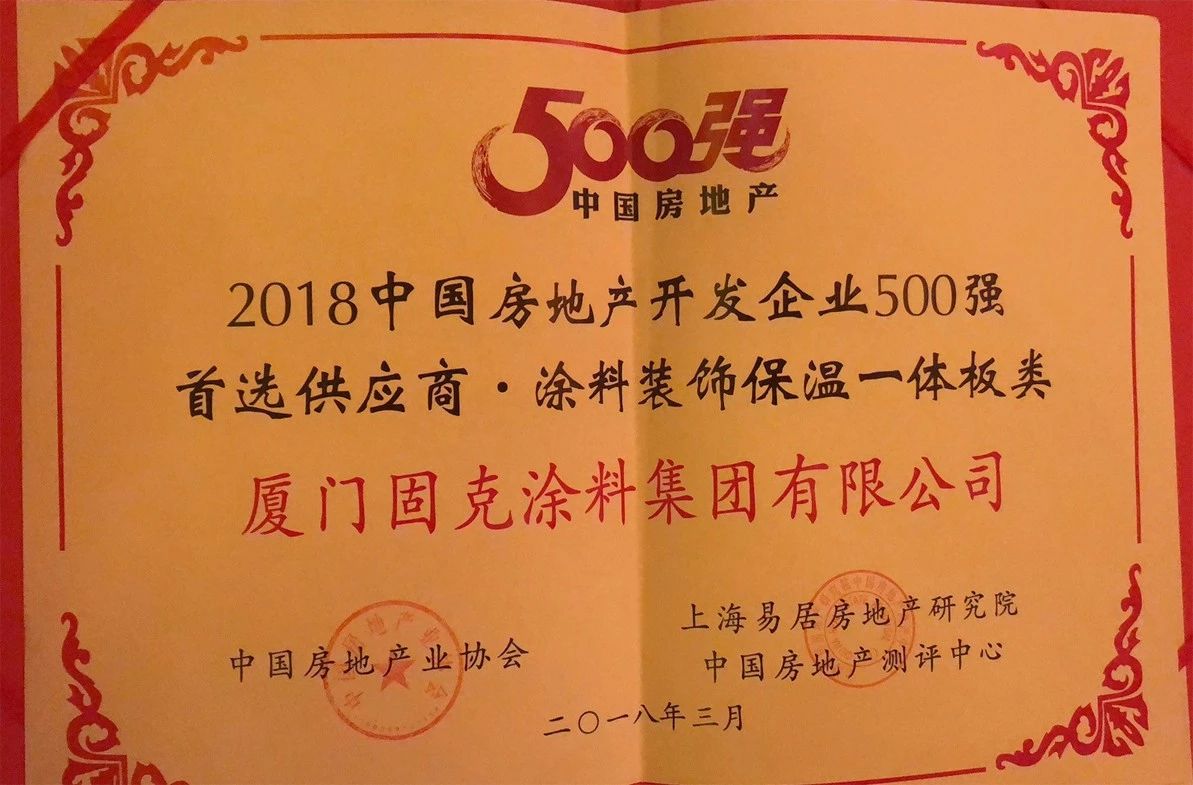 500强
中国房地产
2018中国房地产开发企业500强
首选供应商·涂料装饰保温一体板类
厦门固克涂料集团有限公司
中国房地产业协会
上海易居房地产研究院
中国房地产测评中心
二〇一八年三月